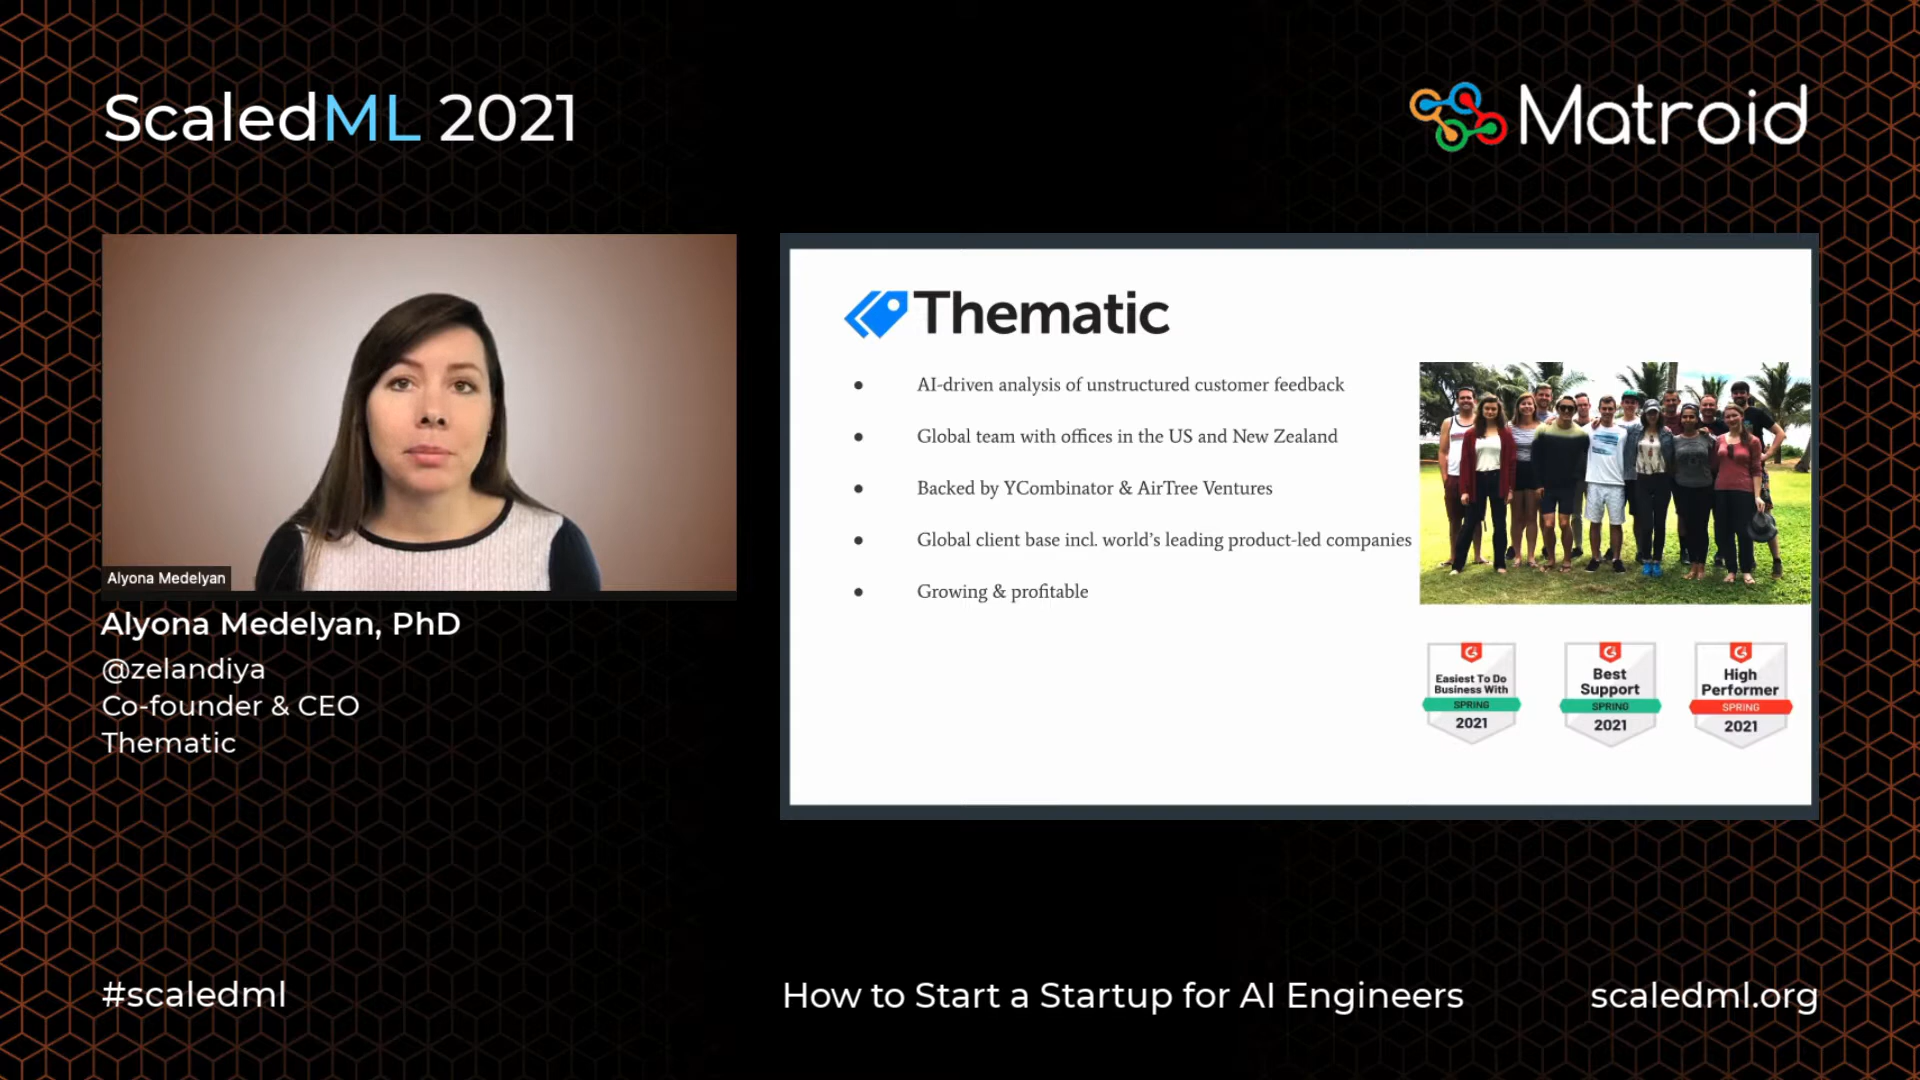 ScaledML 2021
Matroid
Alyona Medelyan
Alyona Medelyan, PhD
@zelandiya
Co-founder & CEO
Thematic
Thematic
● AI-driven analysis of unstructured customer feedback
● Global team with offices in the US and New Zealand
● Backed by YCombinator & AirTree Ventures
● Global client base incl. world's leading product-led companies
● Growing & profitable
Easiest To Do
Business With
SPRING
2021
Best
Support
SPRING
2021
High
Performer
SPRING
2021
#scaledml
How to Start a Startup for AI Engineers
scaledml.org